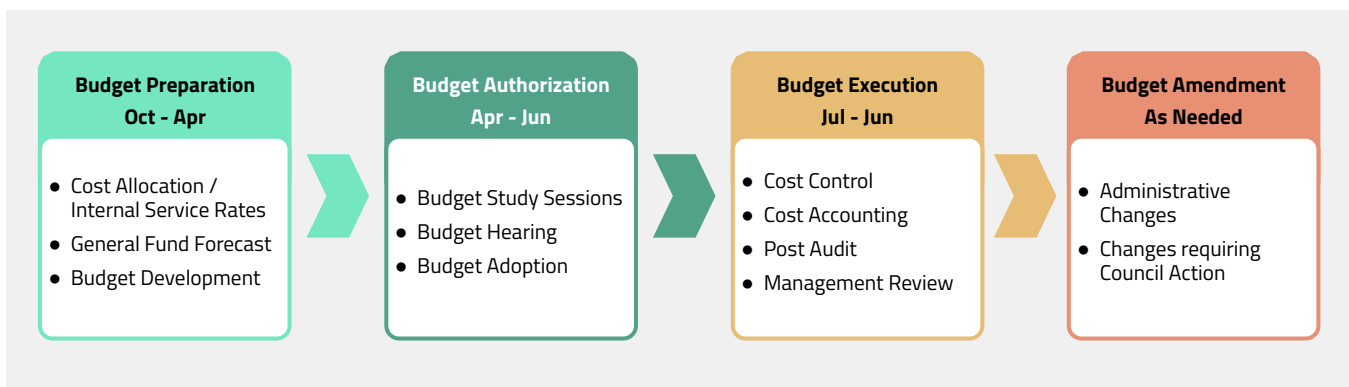 Budget Preparation
Oct - Apr
● Cost Allocation /
Internal Service Rates
● General Fund Forecast
● Budget Development
Budget Authorization
Apr - Jun
● Budget Study Sessions
● Budget Hearing
● Budget Adoption
Budget Execution
Jul - Jun
● Cost Control
● Cost Accounting
● Post Audit
● Management Review
Budget Amendment
As Needed
● Administrative
Changes
● Changes requiring
Council Action